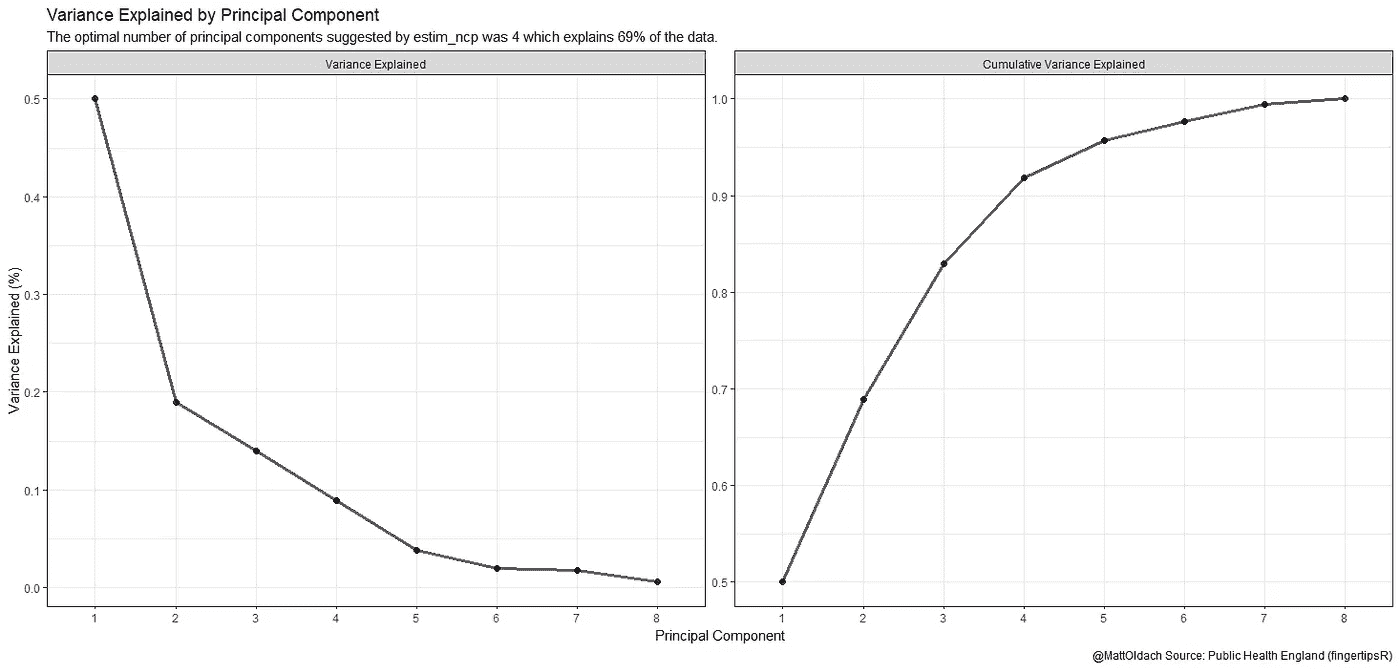 Variance Explained by Principal Component
The optimal number of principal components suggested by estim_ncp was 4 which explains 69% of the data.
Variance Explained
Cumulative Variance Explained
Variance Explained (%)
0.5
0.4
0.3
0.2
0.1
0.0
1.0
0.9
0.8
0.7
0.6
0.5
1 2 3 4 5 6 7 8
1 2 3 4 5 6 7 8
Principal Component
@MattOldach Source: Public Health England (fingertipsR)